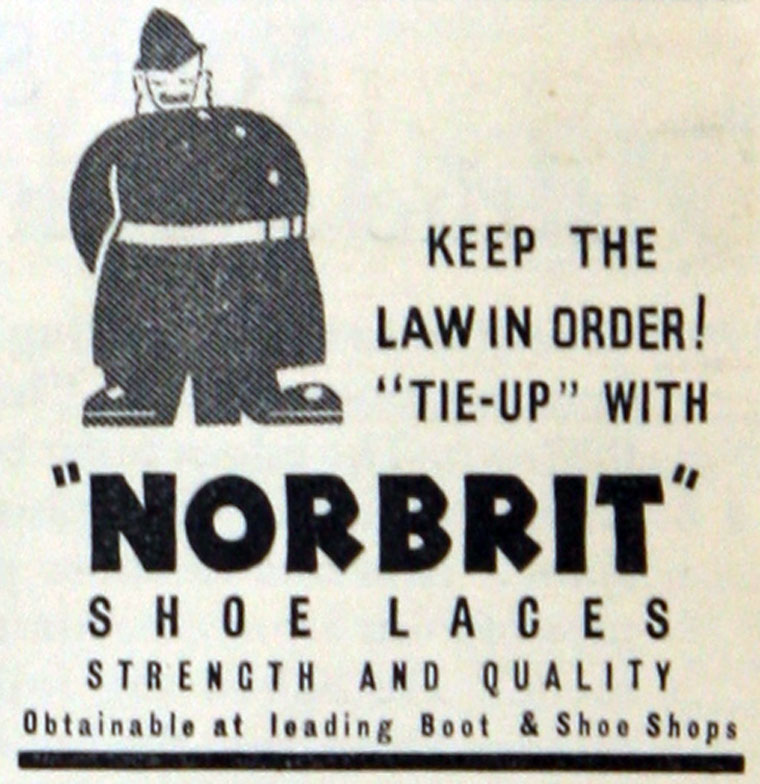 KEEP THE
LAW IN ORDER!
"TIE-UP" WITH
"NORBRIT"
SHOE LACES
STRENGTH AND QUALITY
Obtainable at leading Boot & Shoe Shops